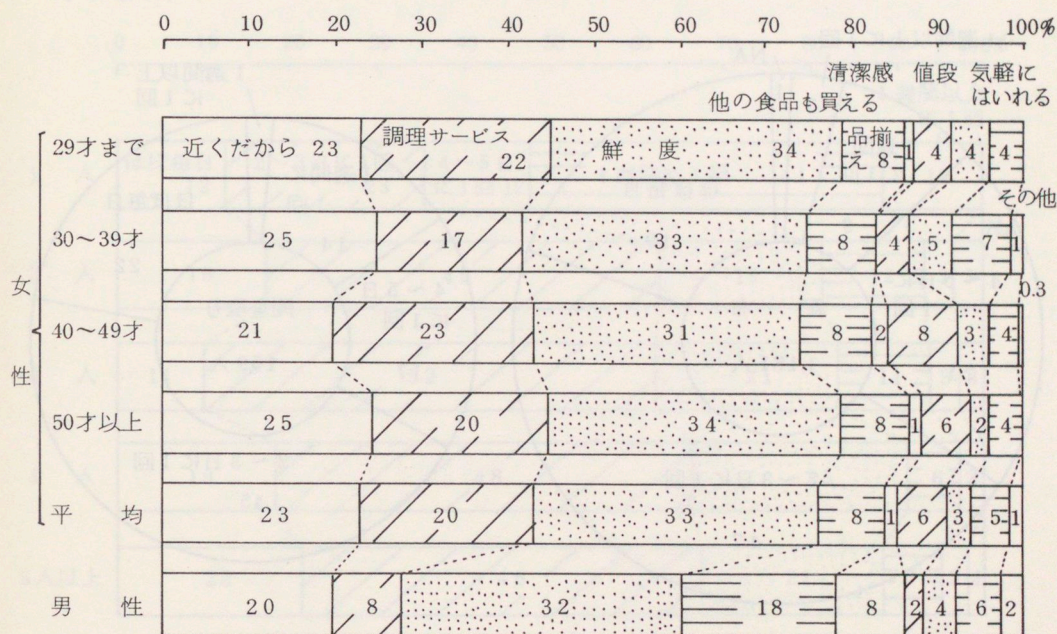 0 10 20 30 40 50 60 70 80 90 100%
清潔感 値段 気軽に
他の食品も買える はいれる
29才まで 近くだから 23 調理サービス 22 鮮度 34 品揃え 8 1 4 4 4
その他
30～39才 25 17 33 8 4 5 7 1
0.3
40～49才 21 23 31 8 2 8 3 4
50才以上 25 20 34 8 1 6 2 4
平均 23 20 33 8 1 6 3 5 1
男性 20 8 32 18 8 2 4 6 2
女性